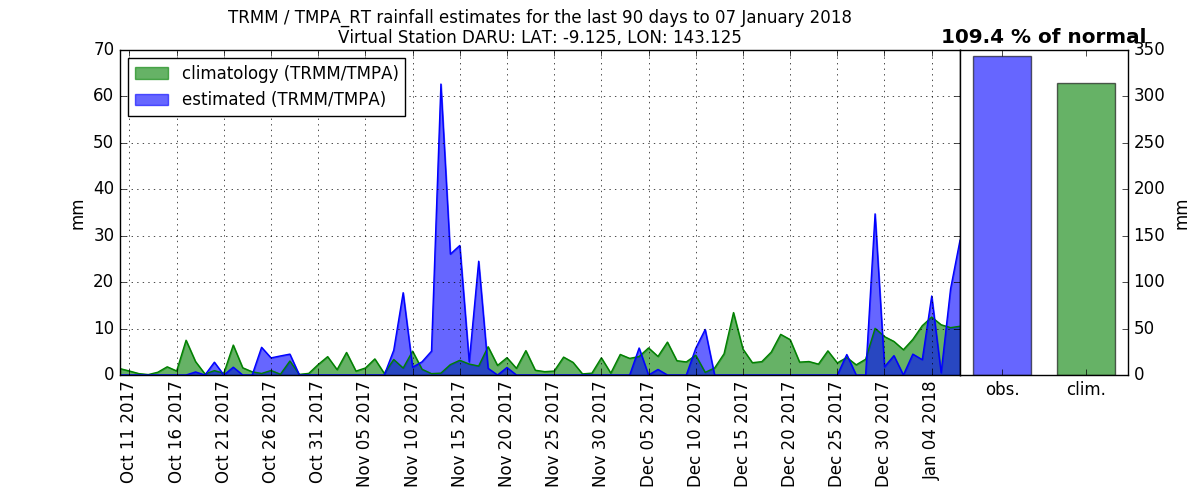 TRMM / TMPA_RT rainfall estimates for the last 90 days to 07 January 2018
Virtual Station DARU: LAT: -9.125, LON: 143.125
109.4 % of normal
climatology (TRMM/TMPA)
estimated (TRMM/TMPA)
70
60
50
40
30
20
10
0
mm
Oct 11 2017
Oct 16 2017
Oct 21 2017
Oct 26 2017
Oct 31 2017
Nov 05 2017
Nov 10 2017
Nov 15 2017
Nov 20 2017
Nov 25 2017
Nov 30 2017
Dec 05 2017
Dec 10 2017
Dec 15 2017
Dec 20 2017
Dec 25 2017
Dec 30 2017
Jan 04 2018
350
300
250
200
150
100
50
0
mm
obs.
clim.